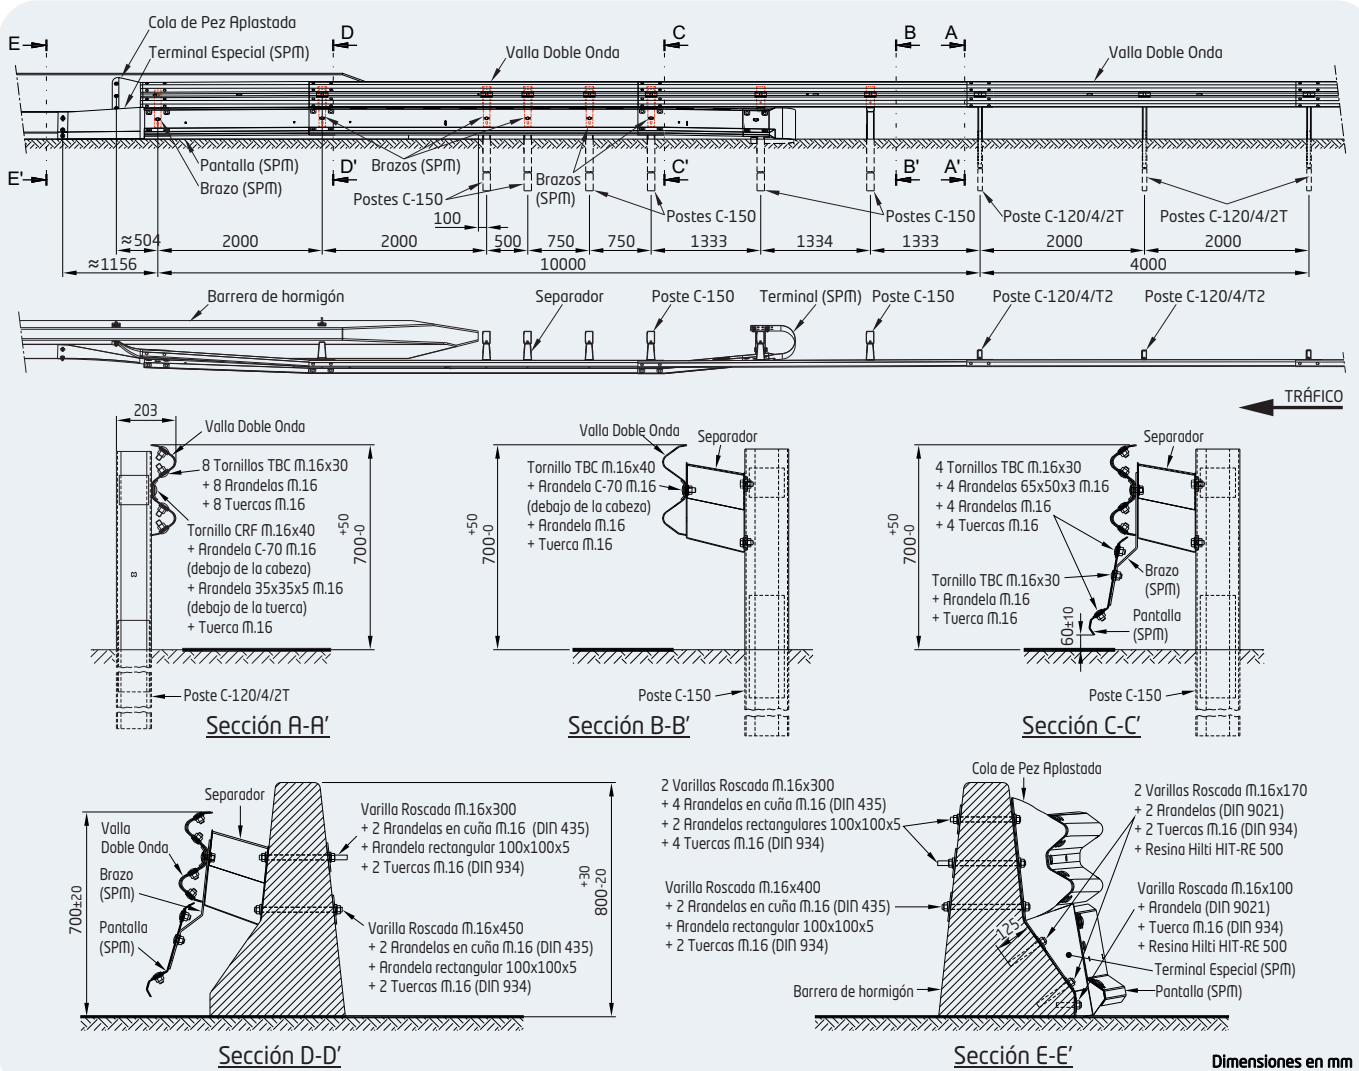 Cola de Pez Aplastada
Terminal Especial (SPM)
E
D
Valla Doble Onda
C
B
A
Valla Doble Onda
E'
Pantalla (SPM)
Brazo (SPM)
D'
Brazos (SPM)
Brazos
(SPM)
C'
B'
A'
Postes C-150
Postes C-150
Postes C-150
Poste C-120/4/2T
Postes C-120/4/2T
100
≈504
2000
2000
500
750
750
1333
1334
1333
2000
2000
≈1156
10000
4000
Barrera de hormigón
Separador
Poste C-150
Terminal (SPM)
Poste C-150
Poste C-120/4/T2
Poste C-120/4/T2
TRÁFICO
203
Valla Doble Onda
8 Tornillos TBC M.16x30
+ 8 Arandelas M.16
+ 8 Tuercas M.16
Tornillo CRF M.16x40
+ Arandela C-70 M.16
(debajo de la cabeza)
+ Arandela 35x35x5 M.16
(debajo de la tuerca)
+ Tuerca M.16
+50
700-0
Poste C-120/4/2T
Sección A-A'
Valla Doble Onda
Separador
Tornillo TBC M.16x40
+ Arandela C-70 M.16
(debajo de la cabeza)
+ Arandela M.16
+ Tuerca M.16
+50
700-0
Poste C-150
Sección B-B'
Separador
4 Tornillos TBC M.16x30
+ 4 Arandelas 65x50x3 M.16
+ 4 Arandelas M.16
+ 4 Tuercas M.16
+50
700-0
Tornillo TBC M.16x30
+ Arandela M.16
+ Tuerca M.16
Brazo
(SPM)
Pantalla
(SPM)
60±10
Poste C-150
Sección C-C'
Separador
Valla
Doble Onda
Brazo
(SPM)
Pantalla
(SPM)
700±20
Varilla Roscada M.16x300
+ 2 Arandelas en cuña M.16 (DIN 435)
+ Arandela rectangular 100x100x5
+ 2 Tuercas M.16 (DIN 934)
Varilla Roscada M.16x450
+ 2 Arandelas en cuña M.16 (DIN 435)
+ Arandela rectangular 100x100x5
+ 2 Tuercas M.16 (DIN 934)
+30
800-20
Sección D-D'
2 Varillas Roscada M.16x300
+ 4 Arandelas en cuña M.16 (DIN 435)
+ 2 Arandelas rectangulares 100x100x5
+ 4 Tuercas M.16 (DIN 934)
Varilla Roscada M.16x400
+ 2 Arandelas en cuña M.16 (DIN 435)
+ Arandela rectangular 100x100x5
+ 2 Tuercas M.16 (DIN 934)
Barrera de hormigón
Cola de Pez Aplastada
125
2 Varillas Roscada M.16x170
+ 2 Arandelas (DIN 9021)
+ 2 Tuercas M.16 (DIN 934)
+ Resina Hilti HIT-RE 500
Varilla Roscada M.16x100
+ Arandela (DIN 9021)
+ Tuerca M.16 (DIN 934)
+ Resina Hilti HIT-RE 500
Terminal Especial (SPM)
Pantalla (SPM)
Sección E-E'
Dimensiones en mm